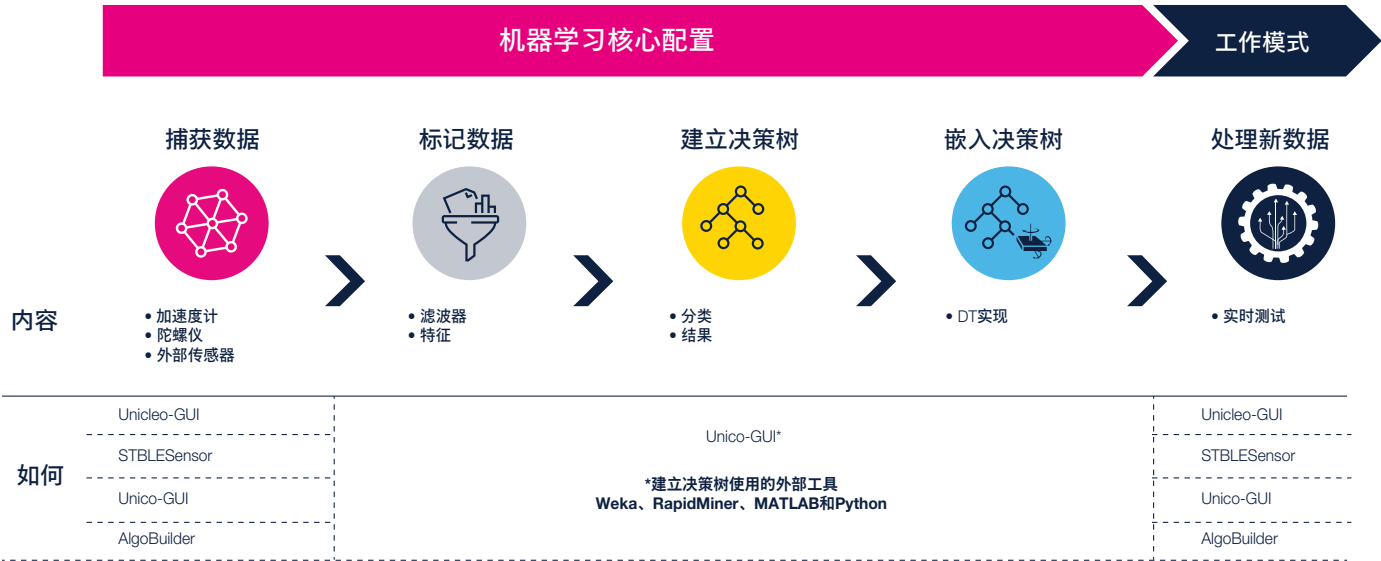 机器学习核心配置
工作模式
捕获数据
标记数据
建立决策树
嵌入决策树
处理新数据
内容
• 加速度计
• 陀螺仪
• 外部传感器
• 滤波器
• 特征
• 分类
• 结果
• DT实现
• 实时测试
如何
Unicleo-GUI
STBLESensor
Unico-GUI
AlgoBuilder
Unico-GUI*
*建立决策树使用的外部工具
Weka、RapidMiner、MATLAB和Python
Unicleo-GUI
STBLESensor
Unico-GUI
AlgoBuilder